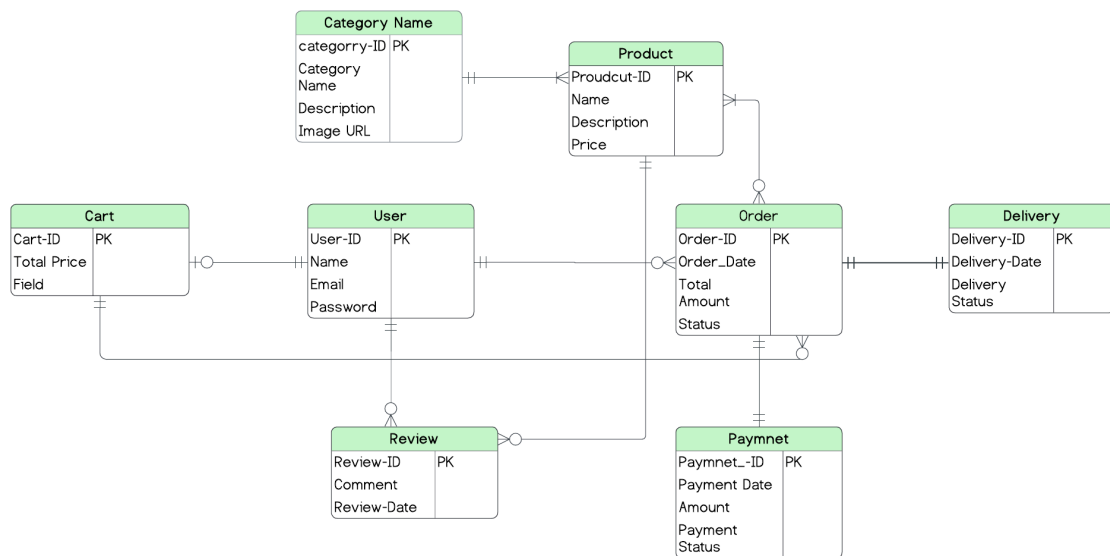 Category Name
categorry-ID PK
Category
Name
Description
Image URL
Product
Proudcut-ID PK
Name
Description
Price
Cart
Cart-ID PK
Total Price
Field
User
User-ID PK
Name
Email
Password
Order
Order-ID PK
Order_Date
Total
Amount
Status
Delivery
Delivery-ID PK
Delivery-Date
Delivery
Status
Review
Review-ID PK
Comment
Review-Date
Paymnet
Paymnet_-ID PK
Payment Date
Amount
Payment
Status